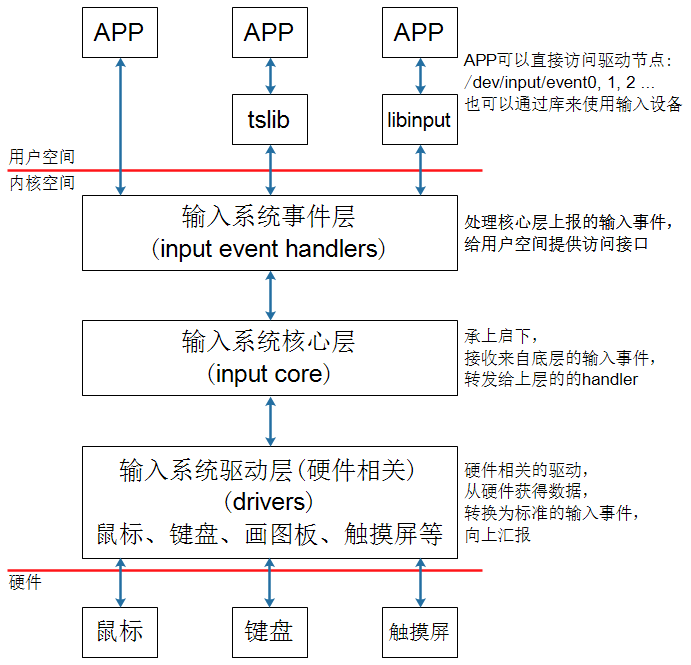 APP
APP
APP
APP可以直接访问驱动节点:
/dev/input/event0, 1, 2 ...
也可以通过库来使用输入设备
tslib
libinput
用户空间
内核空间
输入系统事件层
(input event handlers)
处理核心层上报的输入事件，
给用户空间提供访问接口
输入系统核心层
(input core)
承上启下，
接收来自底层的输入事件，
转发给上层的的handler
输入系统驱动层(硬件相关)
(drivers)
鼠标、键盘、画图板、触摸屏等
硬件相关的驱动，
从硬件获得数据，
转换为标准的输入事件，
向上汇报
硬件
鼠标
键盘
触摸屏